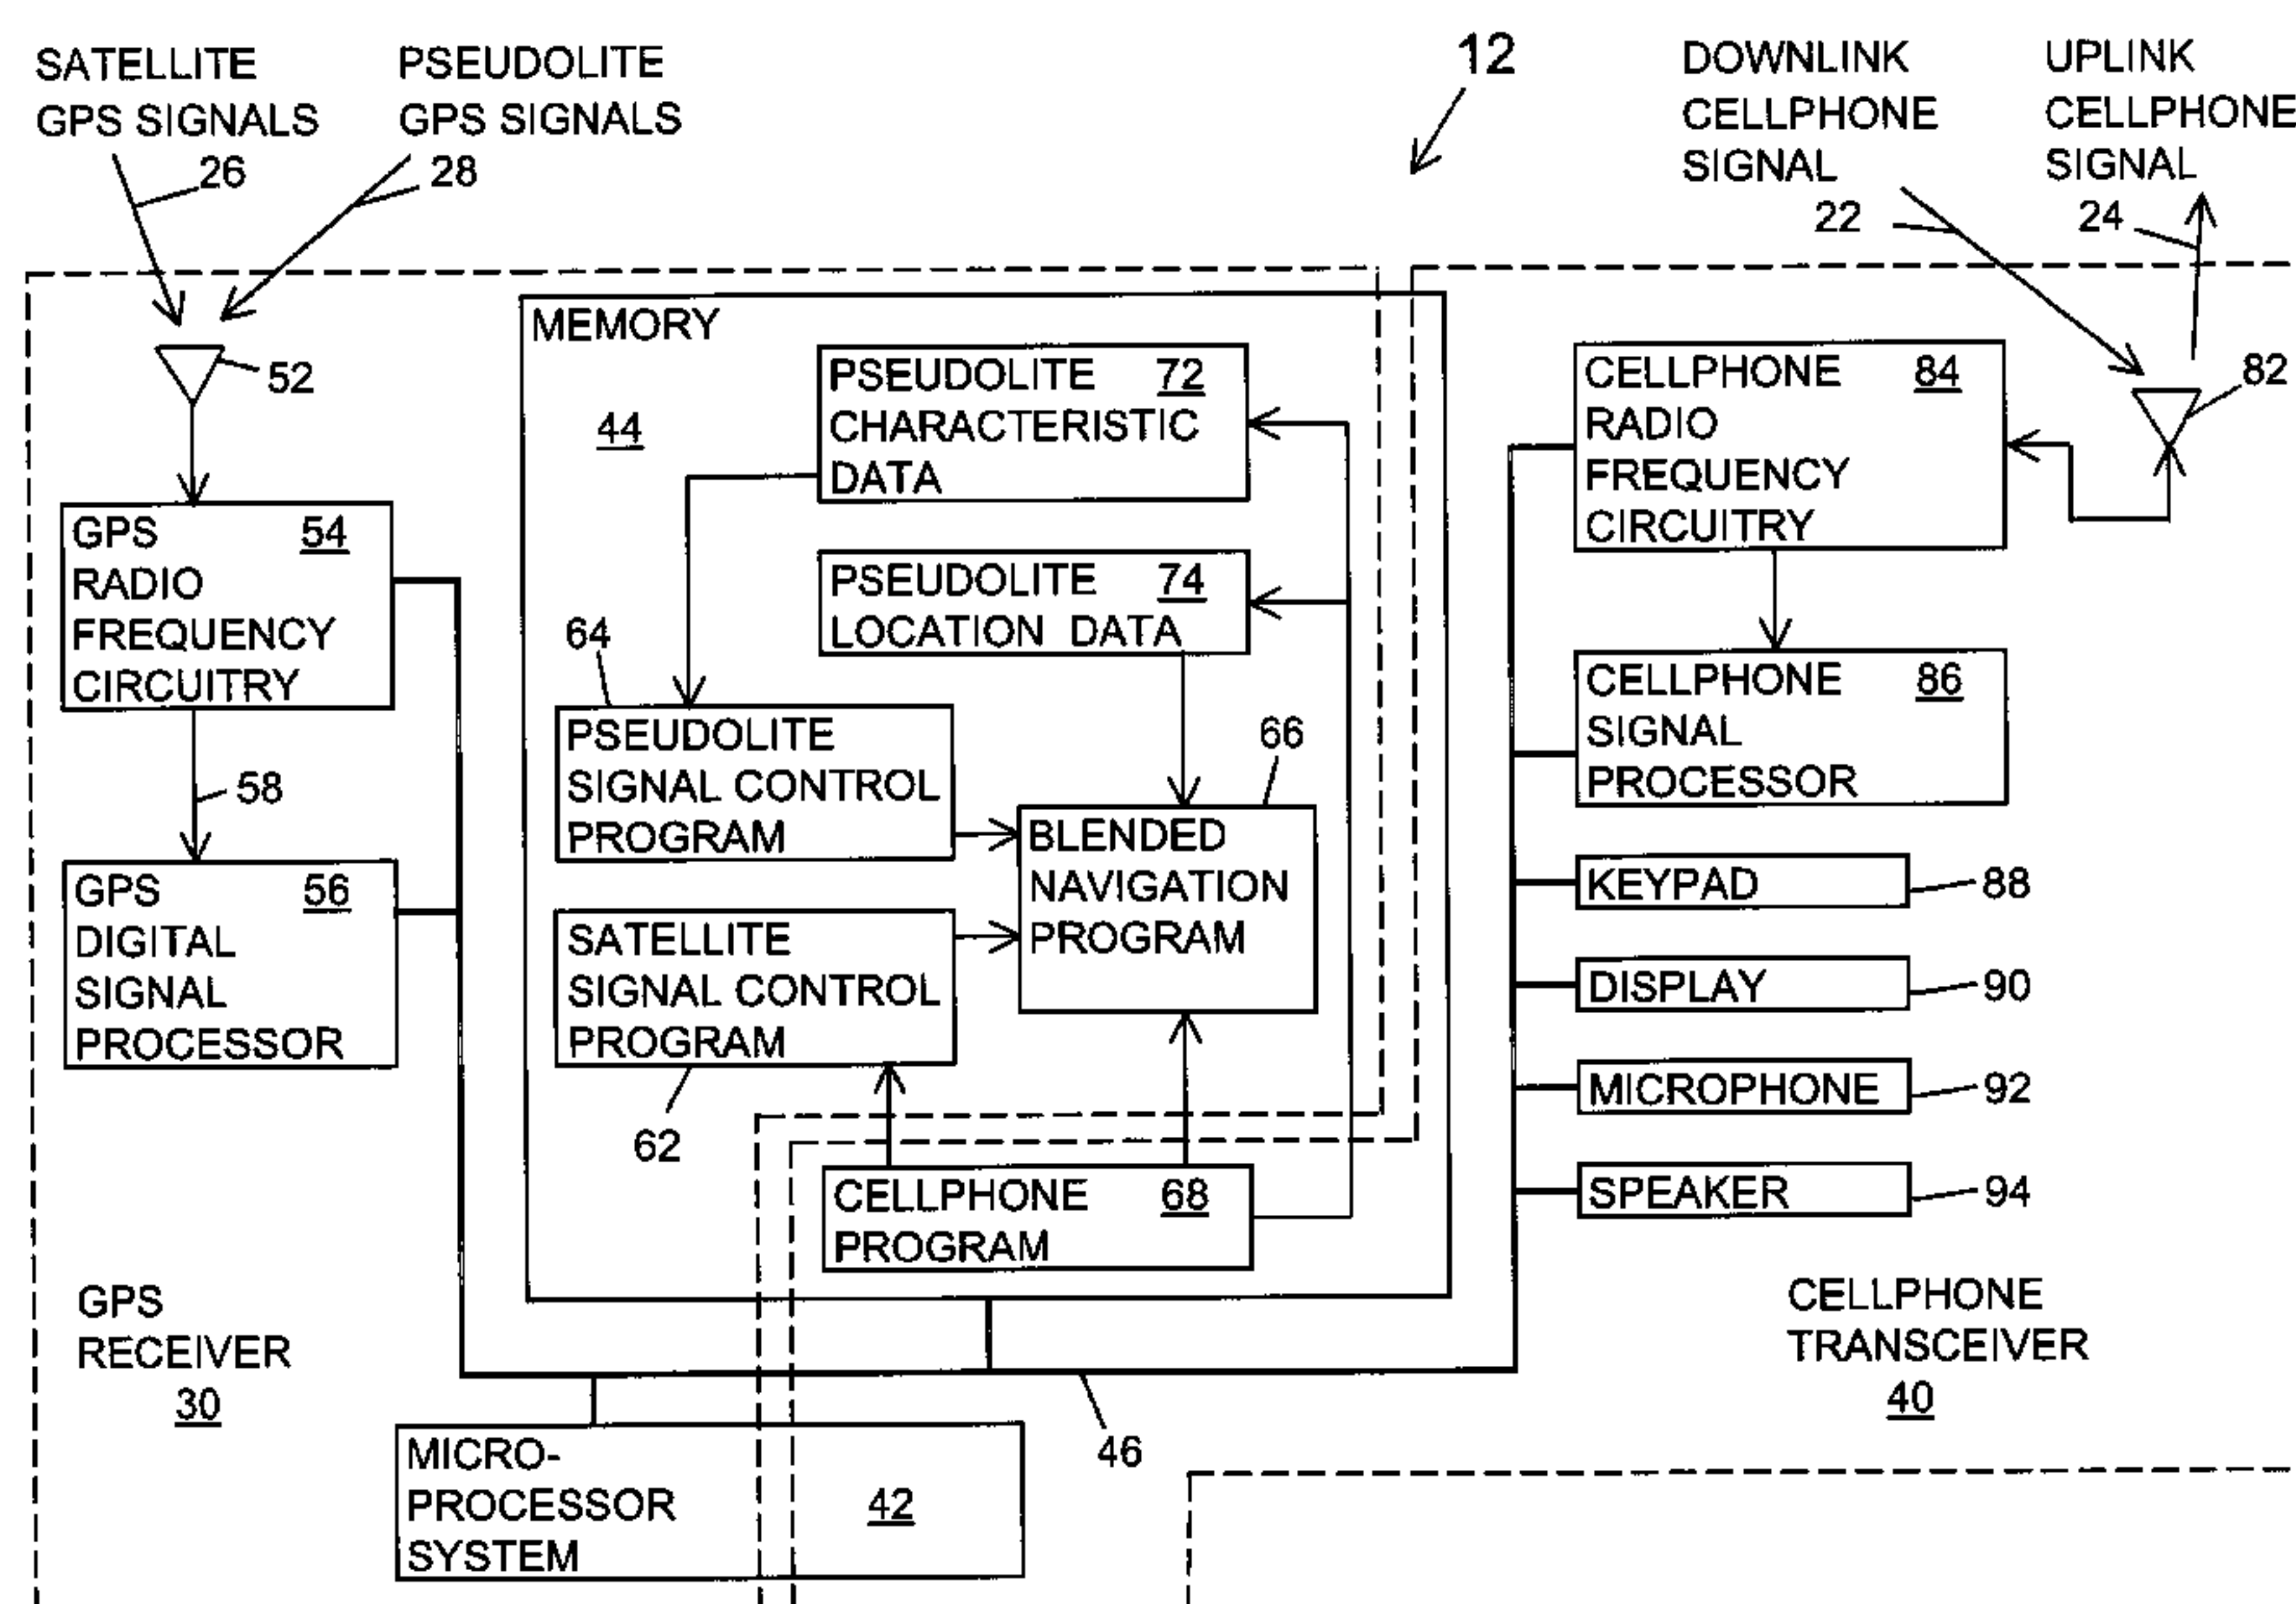 SATELLITE
GPS SIGNALS
26
PSEUDOLITE
GPS SIGNALS
28
12
DOWNLINK
CELLPHONE
SIGNAL
22
UPLINK
CELLPHONE
SIGNAL
24
52
GPS 54
RADIO
FREQUENCY
CIRCUITRY
58
GPS 56
DIGITAL
SIGNAL
PROCESSOR
GPS
RECEIVER
30
MEMORY
44
PSEUDOLITE 72
CHARACTERISTIC
DATA
PSEUDOLITE 74
LOCATION DATA
64
PSEUDOLITE
SIGNAL CONTROL
PROGRAM
66
BLENDED
NAVIGATION
PROGRAM
SATELLITE
SIGNAL CONTROL
PROGRAM
62
CELLPHONE 68
PROGRAM
46
MICRO-
PROCESSOR 42
SYSTEM
82
CELLPHONE 84
RADIO
FREQUENCY
CIRCUITRY
CELLPHONE 86
SIGNAL
PROCESSOR
KEYPAD 88
DISPLAY 90
MICROPHONE 92
SPEAKER 94
CELLPHONE
TRANSCEIVER
40